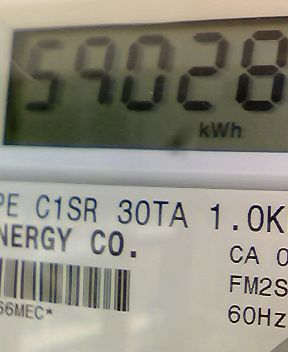 59028
kWh
PE C1SR 30TA 1.0K
NERGY CO.
CA 0
FM2S
66MEC*
60Hz